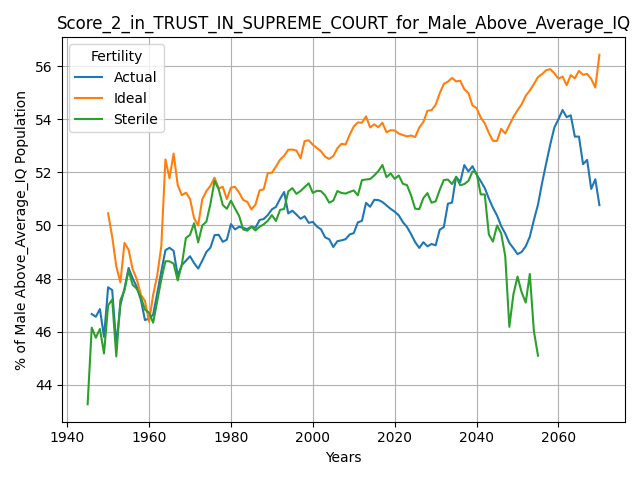 Score_2_in_TRUST_IN_SUPREME_COURT_for_Male_Above_Average_IQ
Fertility
Actual
Ideal
Sterile
% of Male Above_Average_IQ Population
56
54
52
50
48
46
44
1940
1960
1980
2000
2020
2040
2060
Years